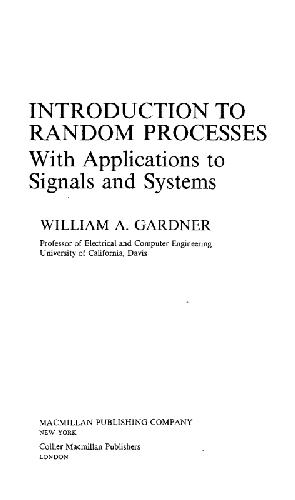 INTRODUCTION TO
RANDOM PROCESSES
With Applications to
Signals and Systems
WILLIAM A. GARDNER
Professor of Electrical and Computer Engineering
University of California, Davis
MACMILLAN PUBLISHING COMPANY
NEW YORK
Collier Macmillan Publishers
LONDON